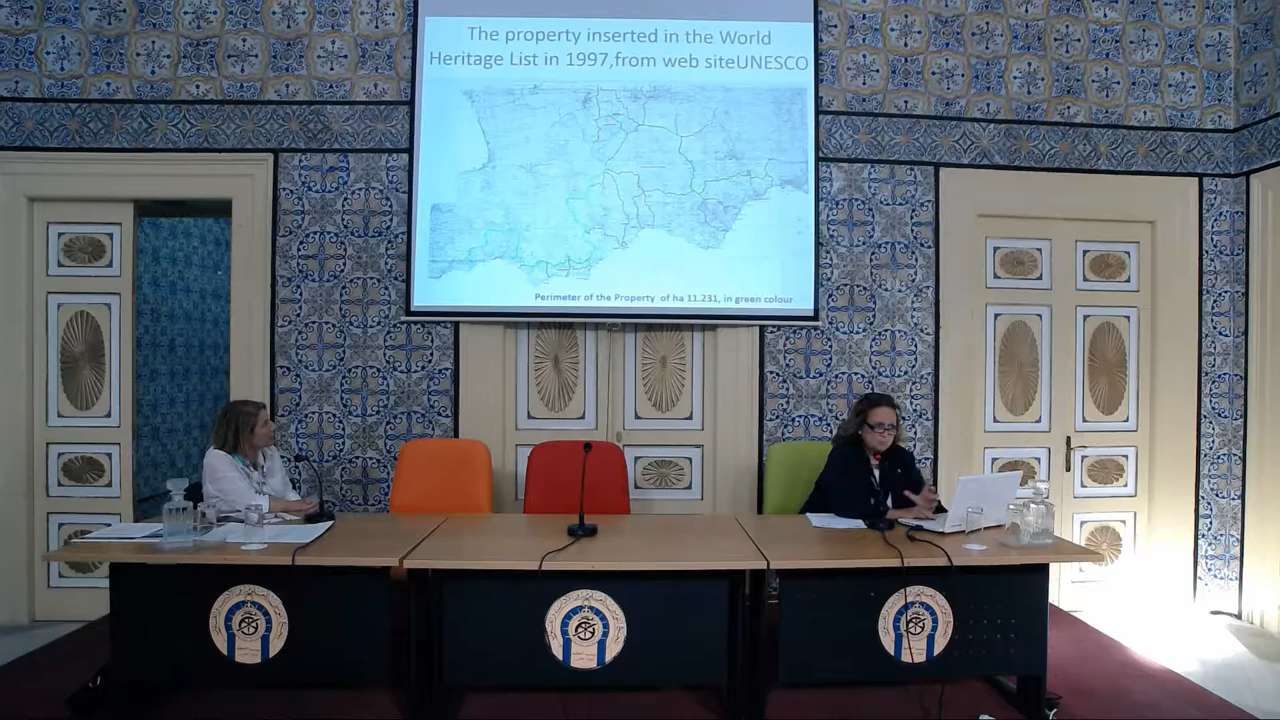 The property inserted in the World
Heritage List in 1997,from web siteUNESCO
Perimeter of the Property of ha 11.231, in green colour